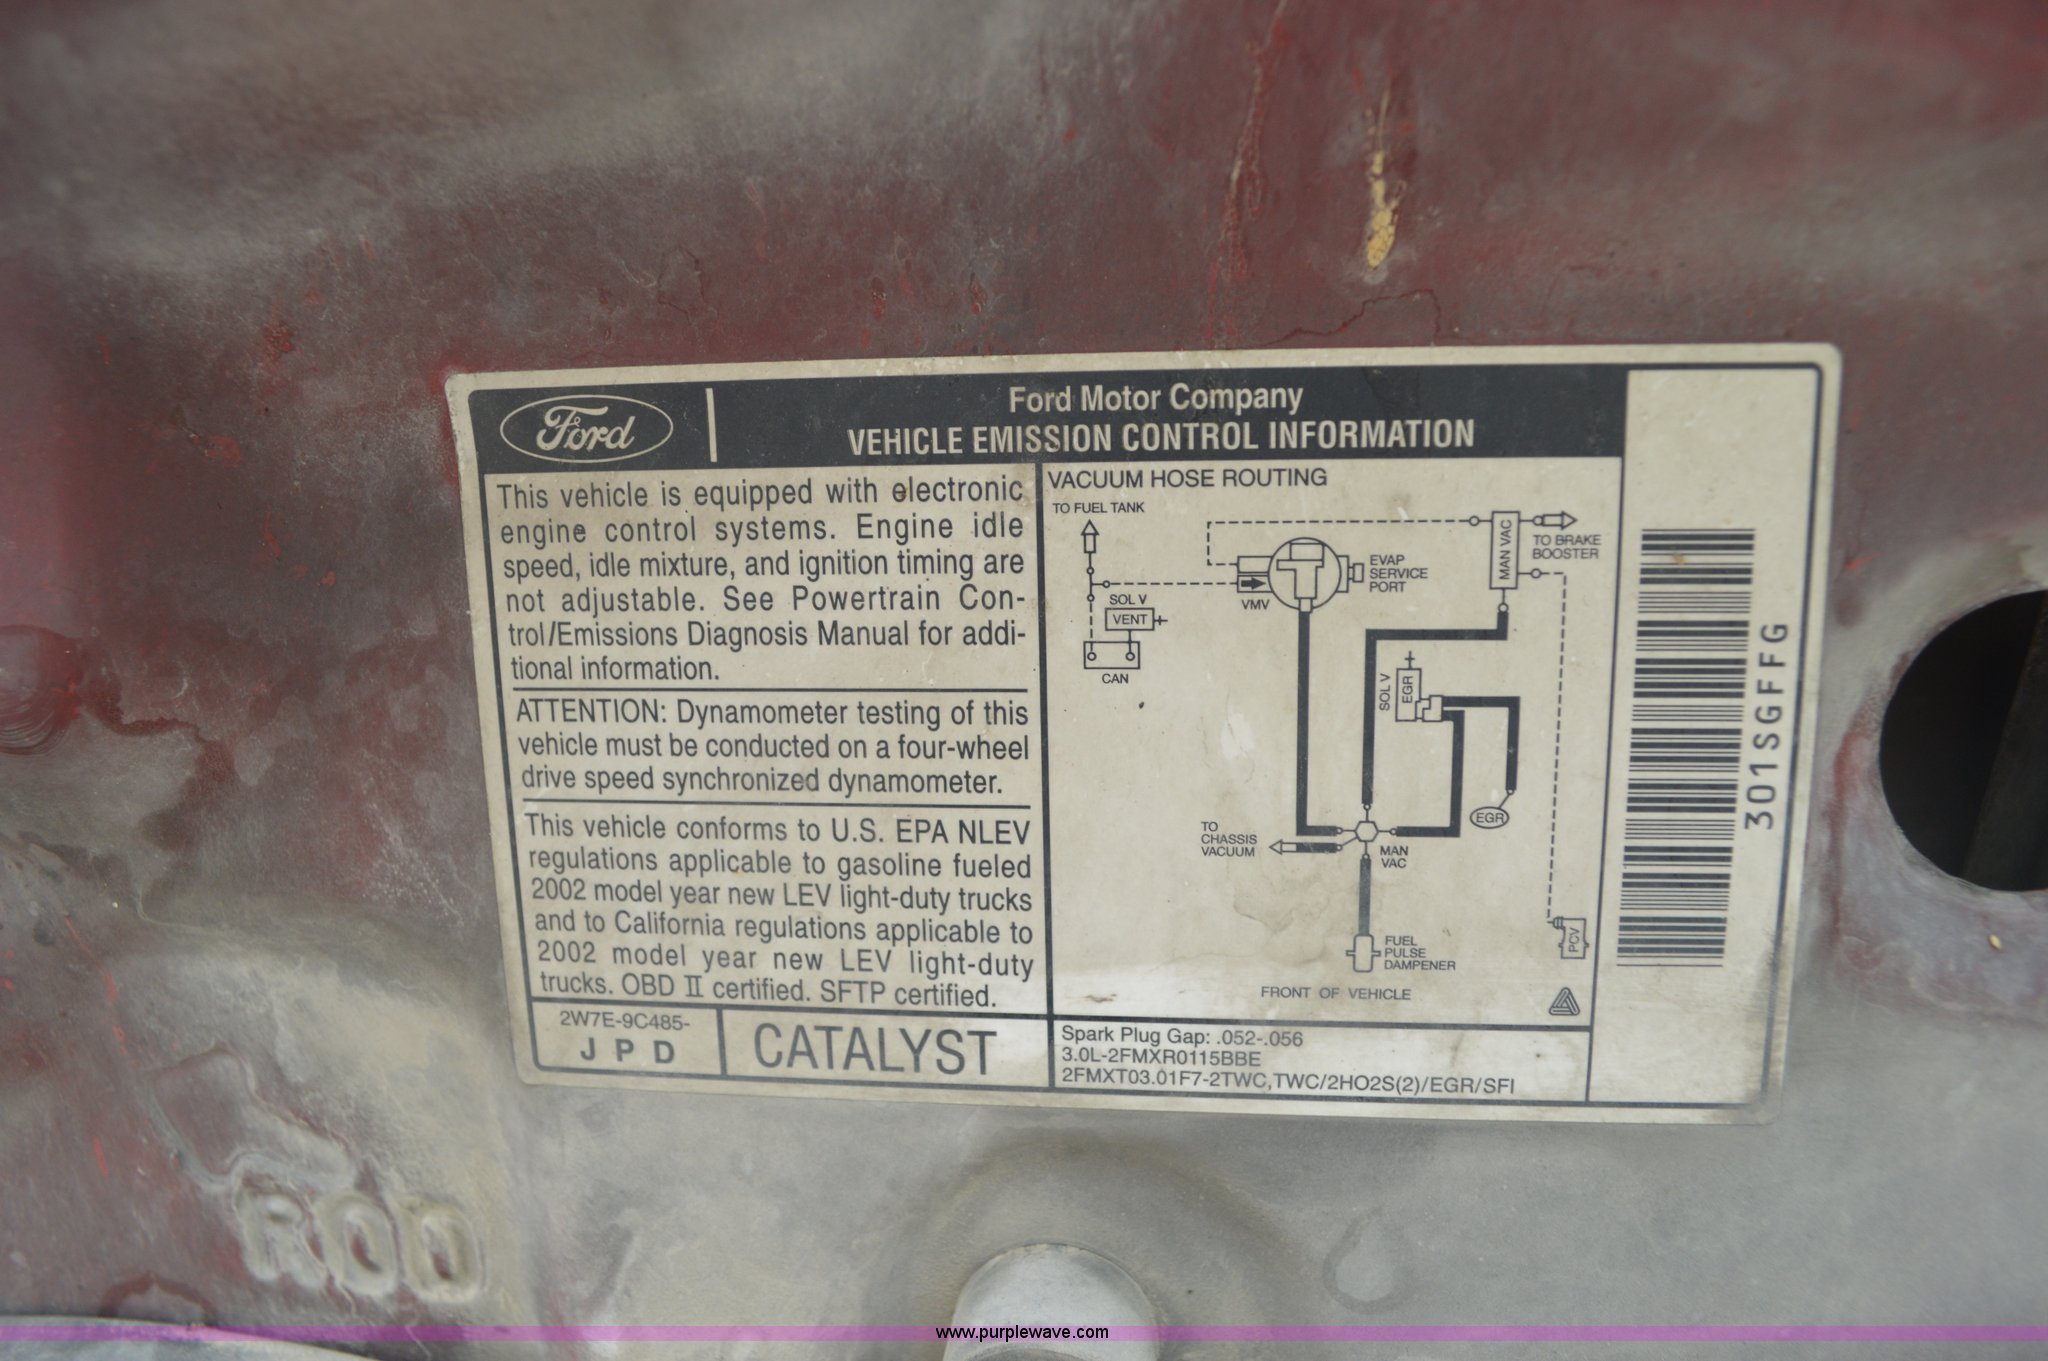 Ford
Ford Motor Company
VEHICLE EMISSION CONTROL INFORMATION
This vehicle is equipped with electronic
engine control systems. Engine idle
speed, idle mixture, and ignition timing are
not adjustable. See Powertrain Con-
trol/Emissions Diagnosis Manual for addi-
tional information.
ATTENTION: Dynamometer testing of this
vehicle must be conducted on a four-wheel
drive speed synchronized dynamometer.
This vehicle conforms to U.S. EPA NLEV
regulations applicable to gasoline fueled
2002 model year new LEV light-duty trucks
and to California regulations applicable to
2002 model year new LEV light-duty
trucks. OBD II certified. SFTP certified.
2W7E-9C485-
J P D
CATALYST
VACUUM HOSE ROUTING
TO FUEL TANK
SOL V
VENT
CAN
VMV
EVAP
SERVICE
PORT
MAN VAC
TO BRAKE
BOOSTER
SOL V
EGR
EGR
TO
CHASSIS
VACUUM
MAN
VAC
FUEL
PULSE
DAMPENER
PCV
FRONT OF VEHICLE
Spark Plug Gap: .052-.056
3.0L-2FMXR0115BBE
2FMXT03.01F7-2TWC,TWC/2HO2S(2)/EGR/SFI
301SGFFG
ROD
www.purplewave.com